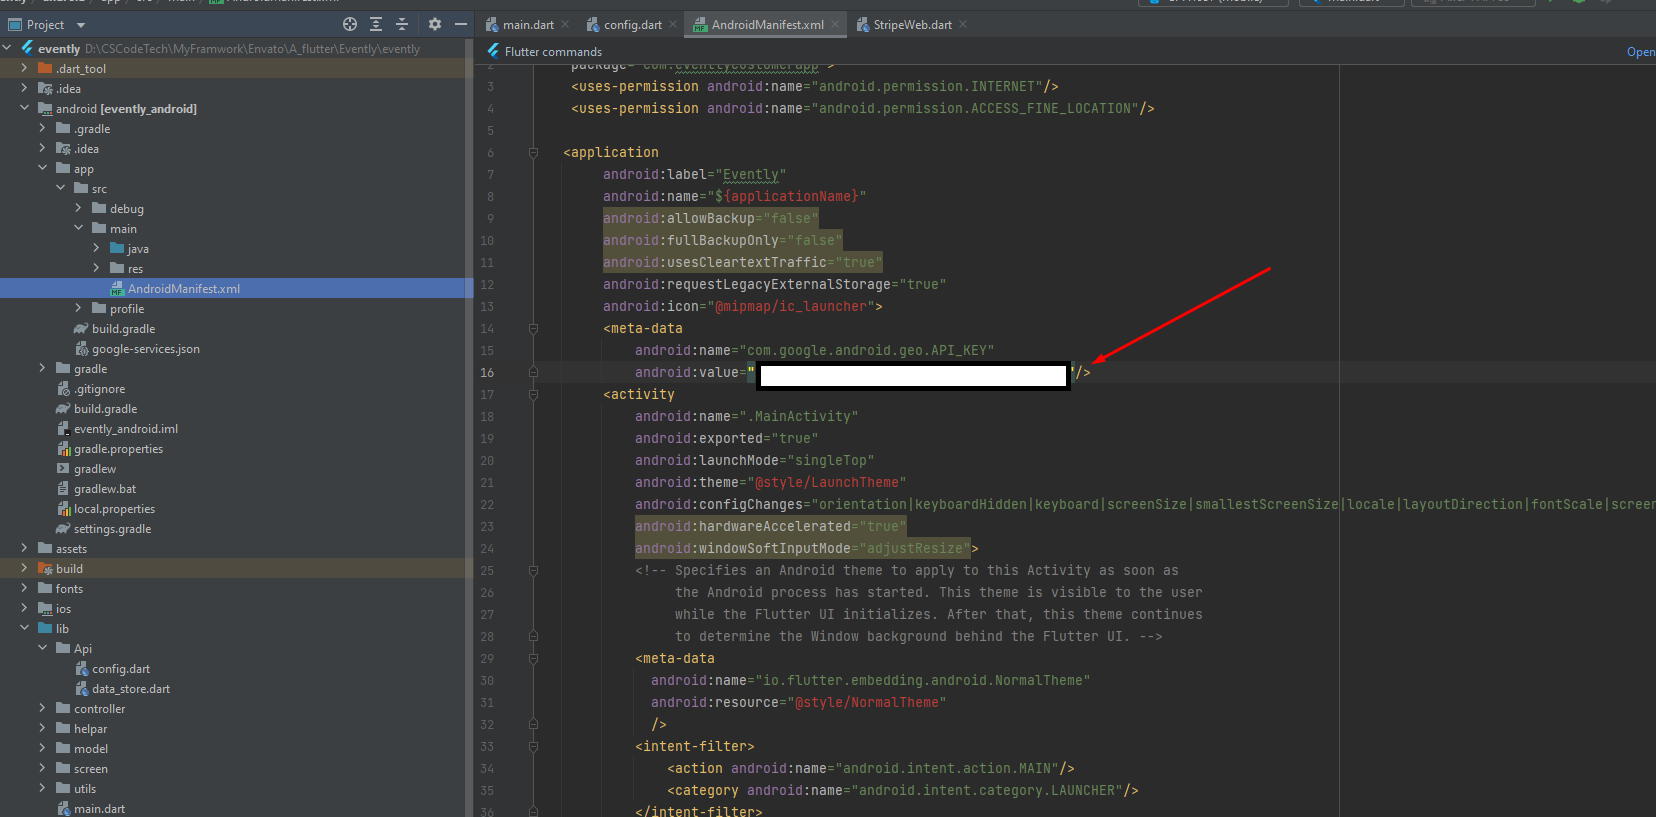 Project
main.dart
config.dart
AndroidManifest.xml
StripeWeb.dart
evently D:\CSCodeTech\MyFramwork\Envato\A_flutter\Evently\evently
Flutter commands
Open
.dart_tool
.idea
android [evently_android]
.gradle
.idea
app
src
debug
main
java
res
AndroidManifest.xml
profile
build.gradle
google-services.json
gradle
.gitignore
build.gradle
evently_android.iml
gradle.properties
gradlew
gradlew.bat
local.properties
settings.gradle
assets
build
fonts
ios
lib
Api
config.dart
data_store.dart
controller
helpar
model
screen
utils
main.dart
2 package="com.eventlycustomerapp">
3 <uses-permission android:name="android.permission.INTERNET"/>
4 <uses-permission android:name="android.permission.ACCESS_FINE_LOCATION"/>
5
6 <application
7 android:label="Evently"
8 android:name="${applicationName}"
9 android:allowBackup="false"
10 android:fullBackupOnly="false"
11 android:usesCleartextTraffic="true"
12 android:requestLegacyExternalStorage="true"
13 android:icon="@mipmap/ic_launcher">
14 <meta-data
15 android:name="com.google.android.geo.API_KEY"
16 android:value=" "/>
17 <activity
18 android:name=".MainActivity"
19 android:exported="true"
20 android:launchMode="singleTop"
21 android:theme="@style/LaunchTheme"
22 android:configChanges="orientation|keyboardHidden|keyboard|screenSize|smallestScreenSize|locale|layoutDirection|fontScale|screen
23 android:hardwareAccelerated="true"
24 android:windowSoftInputMode="adjustResize">
25 <!-- Specifies an Android theme to apply to this Activity as soon as
26 the Android process has started. This theme is visible to the user
27 while the Flutter UI initializes. After that, this theme continues
28 to determine the Window background behind the Flutter UI. -->
29 <meta-data
30 android:name="io.flutter.embedding.android.NormalTheme"
31 android:resource="@style/NormalTheme"
32 />
33 <intent-filter>
34 <action android:name="android.intent.action.MAIN"/>
35 <category android:name="android.intent.category.LAUNCHER"/>
36 </intent-filter>